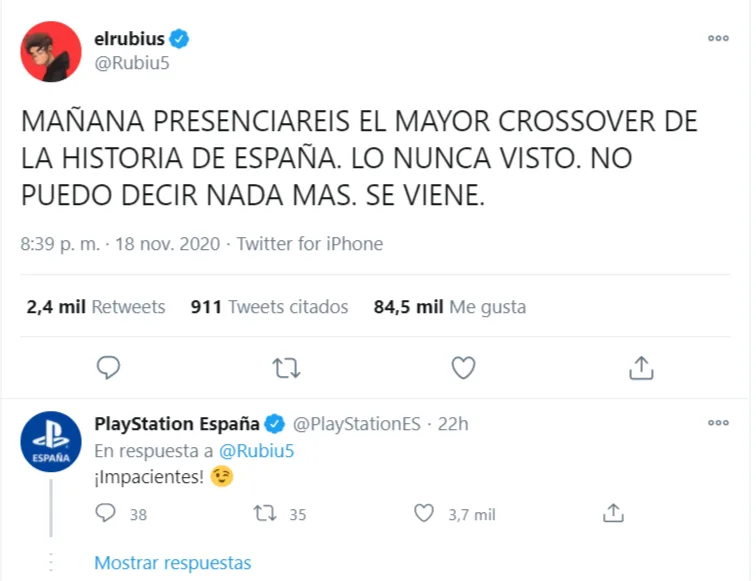 elrubius
@Rubiu5
MAÑANA PRESENCIAREIS EL MAYOR CROSSOVER DE
LA HISTORIA DE ESPAÑA. LO NUNCA VISTO. NO
PUEDO DECIR NADA MAS. SE VIENE.
8:39 p. m. · 18 nov. 2020 · Twitter for iPhone
2,4 mil Retweets 911 Tweets citados 84,5 mil Me gusta
PlayStation España @PlayStationES · 22h
ESPAÑA
En respuesta a @Rubiu5
¡Impacientes! 😉
38 35 3,7 mil
Mostrar respuestas